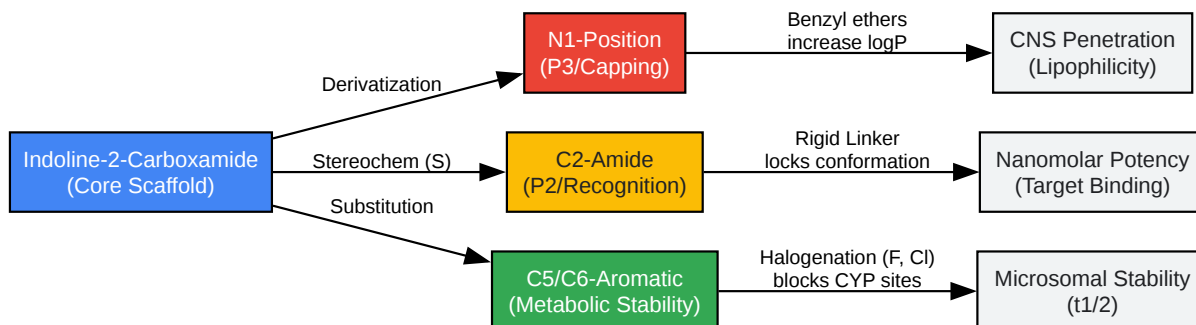 Indoline-2-Carboxamide
(Core Scaffold)
Derivatization
Stereochem (S)
Substitution
N1-Position
(P3/Capping)
Benzyl ethers
increase logP
CNS Penetration
(Lipophilicity)
C2-Amide
(P2/Recognition)
Rigid Linker
locks conformation
Nanomolar Potency
(Target Binding)
C5/C6-Aromatic
(Metabolic Stability)
Halogenation (F, Cl)
blocks CYP sites
Microsomal Stability
(t1/2)